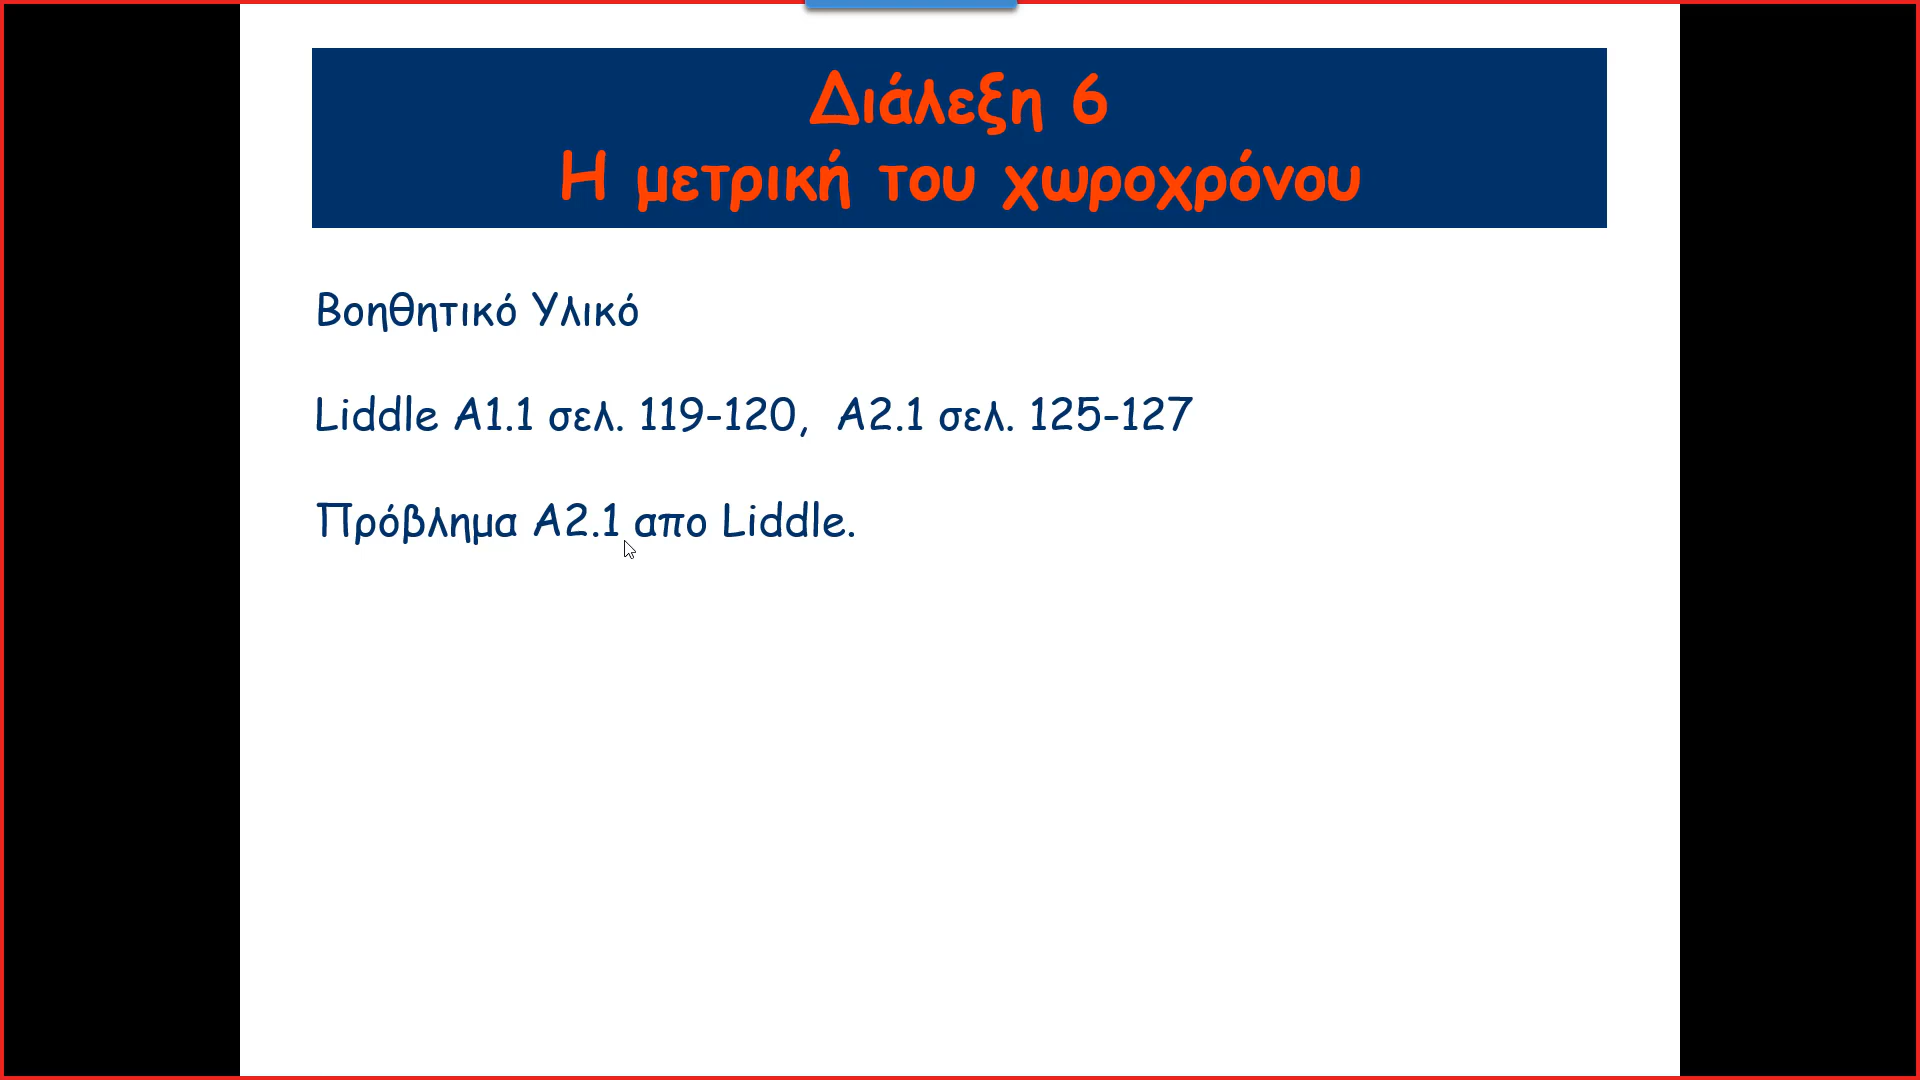 Διάλεξη 6
Η μετρική του χωροχρόνου
Βοηθητικό Υλικό
Liddle A1.1 σελ. 119-120, A2.1 σελ. 125-127
Πρόβλημα A2.1 απο Liddle.